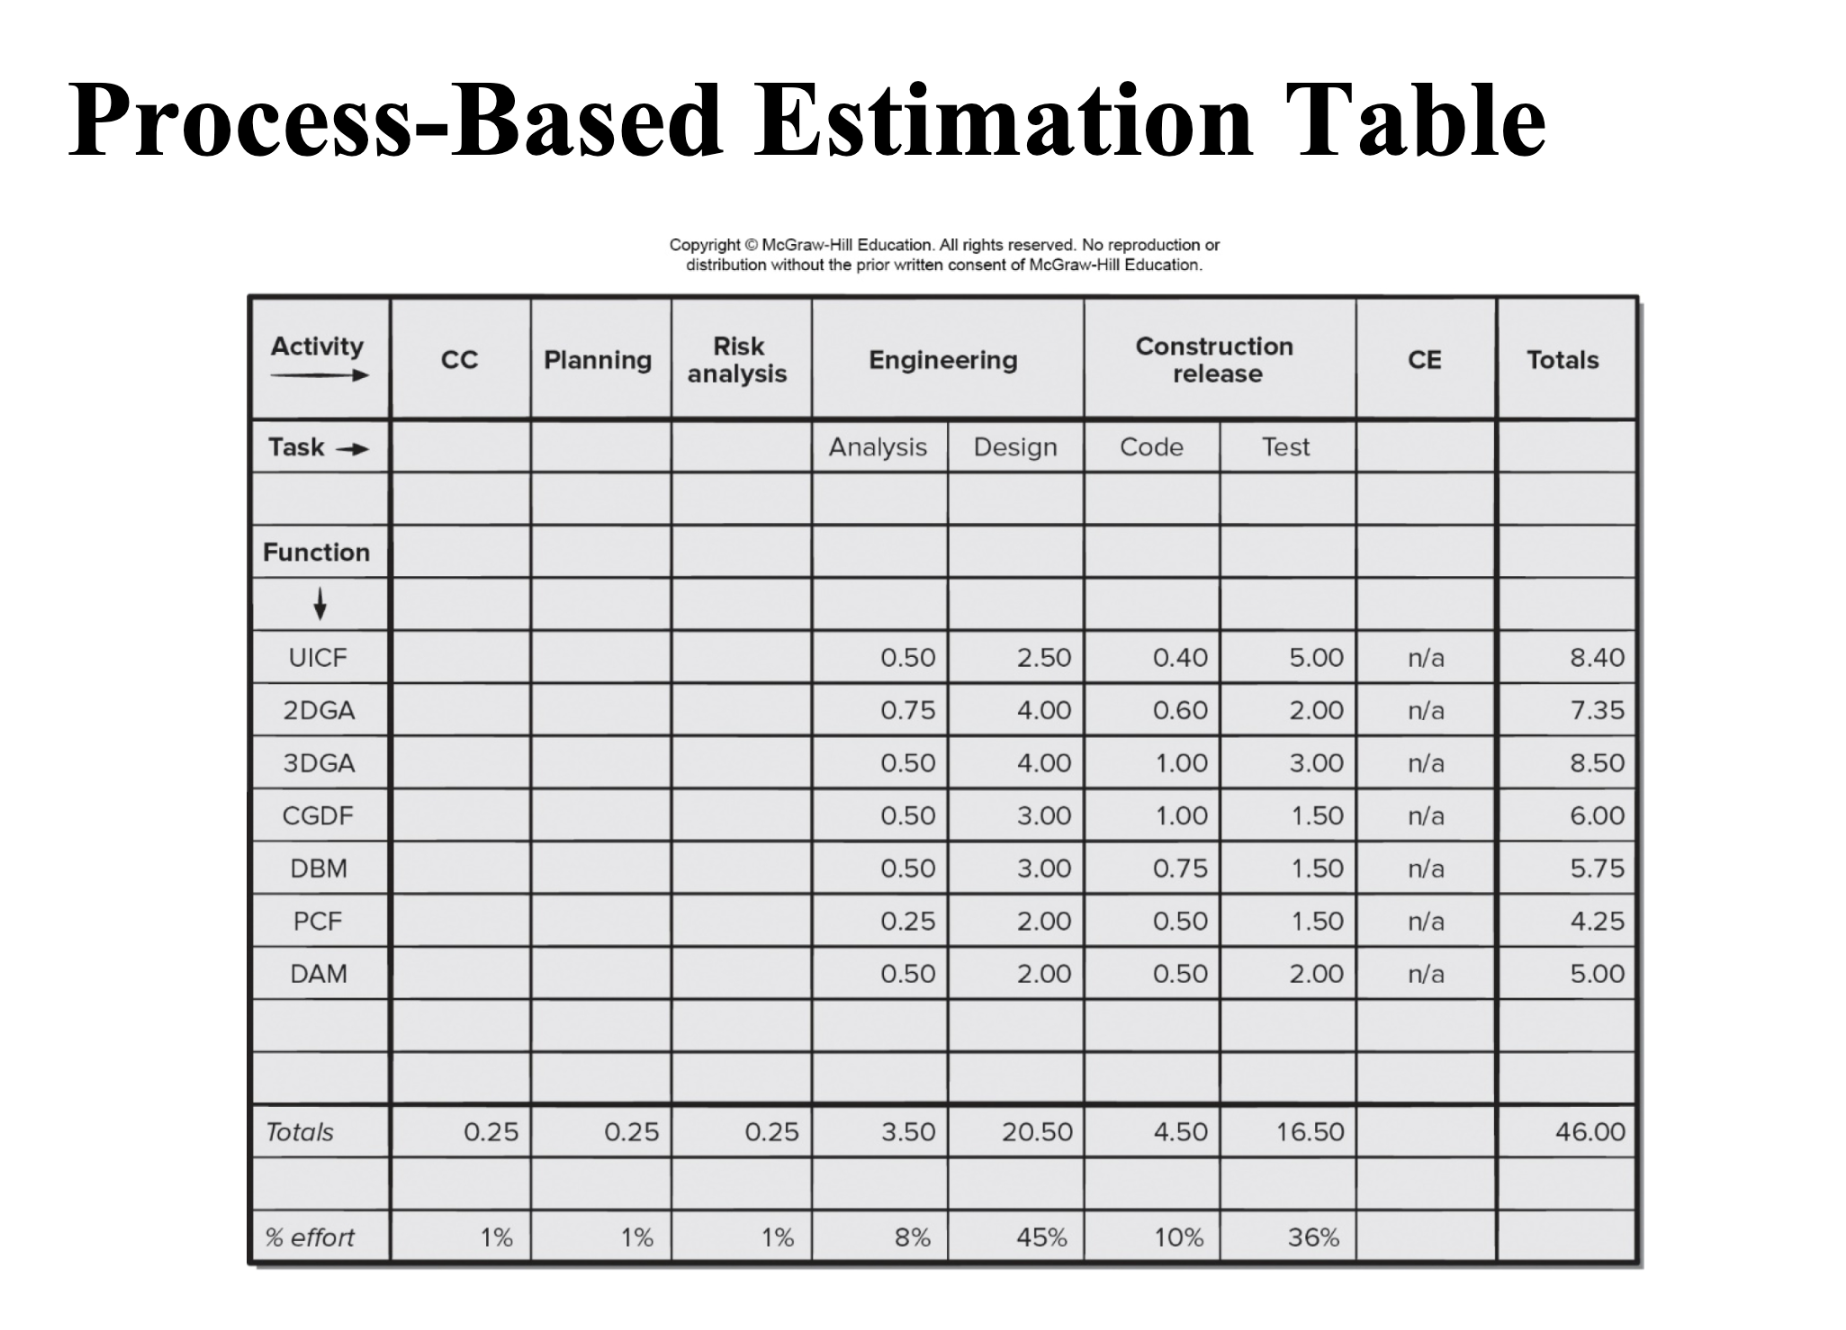 Process-Based Estimation Table
Copyright © McGraw-Hill Education. All rights reserved. No reproduction or
distribution without the prior written consent of McGraw-Hill Education.
Activity CC Planning Risk analysis Engineering Construction release CE Totals
Task Analysis Design Code Test
Function
UICF 0.50 2.50 0.40 5.00 n/a 8.40
2DGA 0.75 4.00 0.60 2.00 n/a 7.35
3DGA 0.50 4.00 1.00 3.00 n/a 8.50
CGDF 0.50 3.00 1.00 1.50 n/a 6.00
DBM 0.50 3.00 0.75 1.50 n/a 5.75
PCF 0.25 2.00 0.50 1.50 n/a 4.25
DAM 0.50 2.00 0.50 2.00 n/a 5.00
Totals 0.25 0.25 0.25 3.50 20.50 4.50 16.50 46.00
% effort 1% 1% 1% 8% 45% 10% 36%